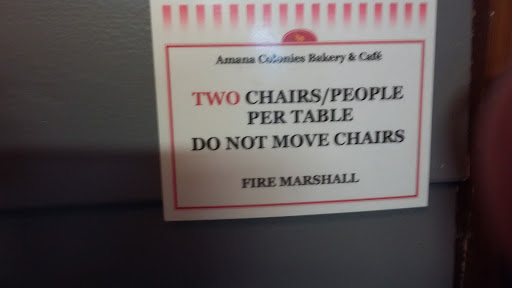 Amana Colonies Bakery & Café
TWO CHAIRS/PEOPLE
PER TABLE
DO NOT MOVE CHAIRS
FIRE MARSHALL